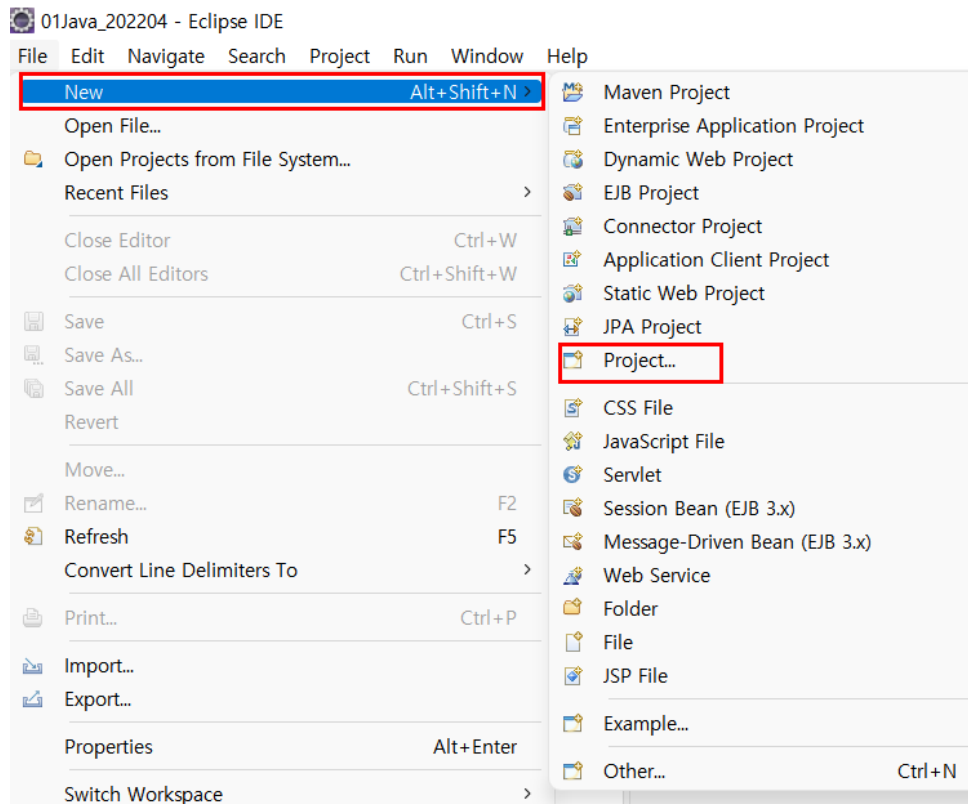 01Java_202204 - Eclipse IDE
File Edit Navigate Search Project Run Window Help
New Alt+Shift+N
Open File...
Open Projects from File System...
Recent Files
Close Editor Ctrl+W
Close All Editors Ctrl+Shift+W
Save Ctrl+S
Save As...
Save All Ctrl+Shift+S
Revert
Move...
Rename... F2
Refresh F5
Convert Line Delimiters To
Print... Ctrl+P
Import...
Export...
Properties Alt+Enter
Switch Workspace
Maven Project
Enterprise Application Project
Dynamic Web Project
EJB Project
Connector Project
Application Client Project
Static Web Project
JPA Project
Project...
CSS File
JavaScript File
Servlet
Session Bean (EJB 3.x)
Message-Driven Bean (EJB 3.x)
Web Service
Folder
File
JSP File
Example...
Other... Ctrl+N